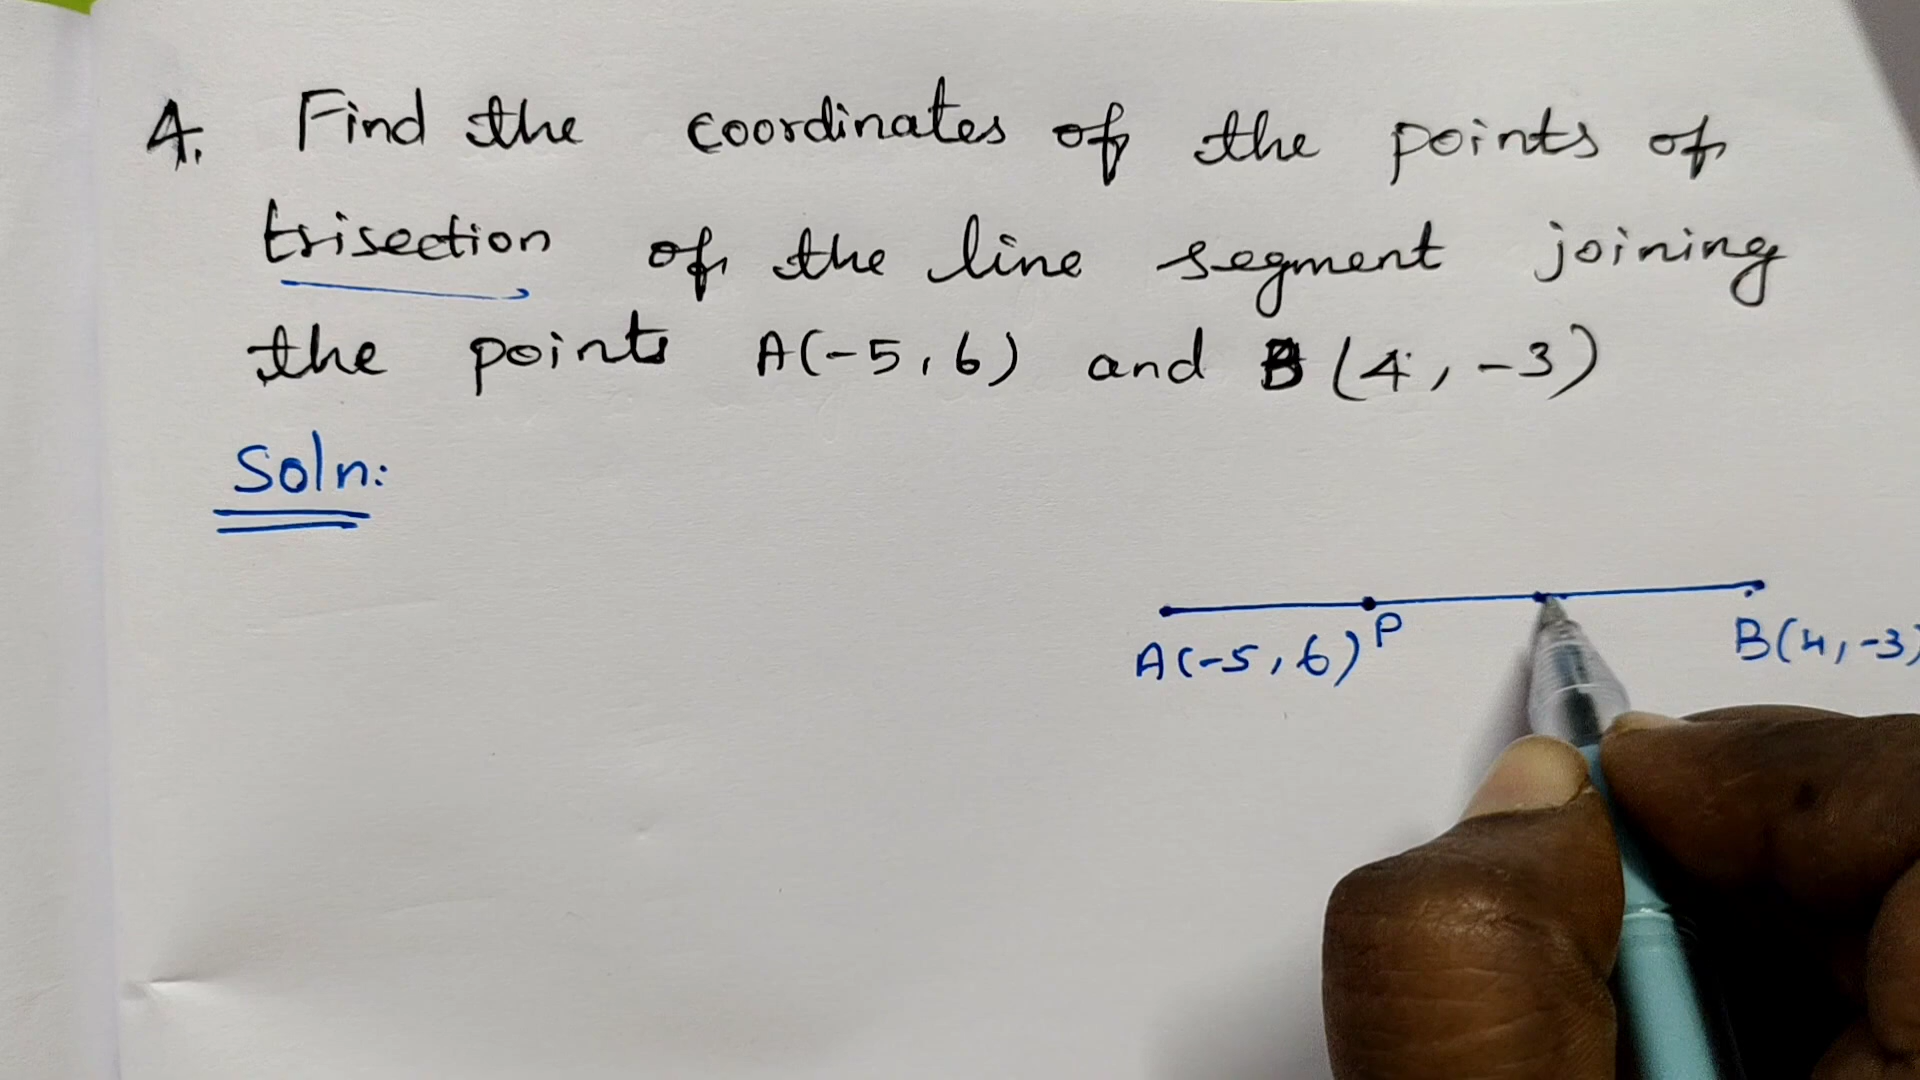 4. Find the coordinates of the points of
trisection of the line segment joining
the points A(-5,6) and B(4,-3)
Soln:
A(-5,6) P B(4,-3)